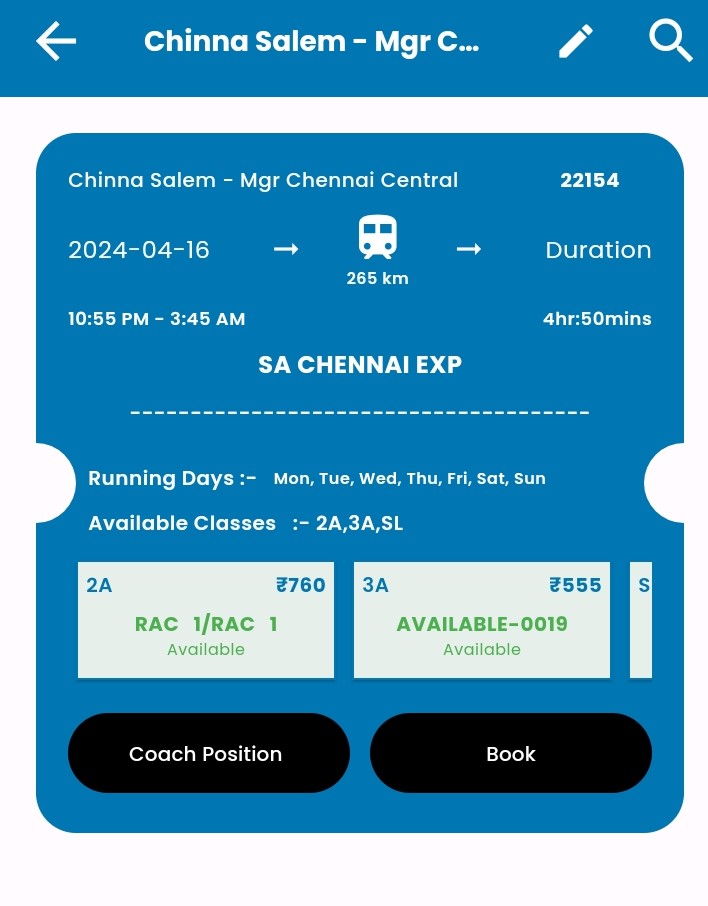 Chinna Salem - Mgr C...
Chinna Salem - Mgr Chennai Central 22154
2024-04-16 Duration
265 km
10:55 PM - 3:45 AM 4hr:50mins
SA CHENNAI EXP
--------------------------------------
Running Days :- Mon, Tue, Wed, Thu, Fri, Sat, Sun
Available Classes :- 2A,3A,SL
2A ₹760 3A ₹555 S
RAC 1/RAC 1 AVAILABLE-0019
Available Available
Coach Position Book